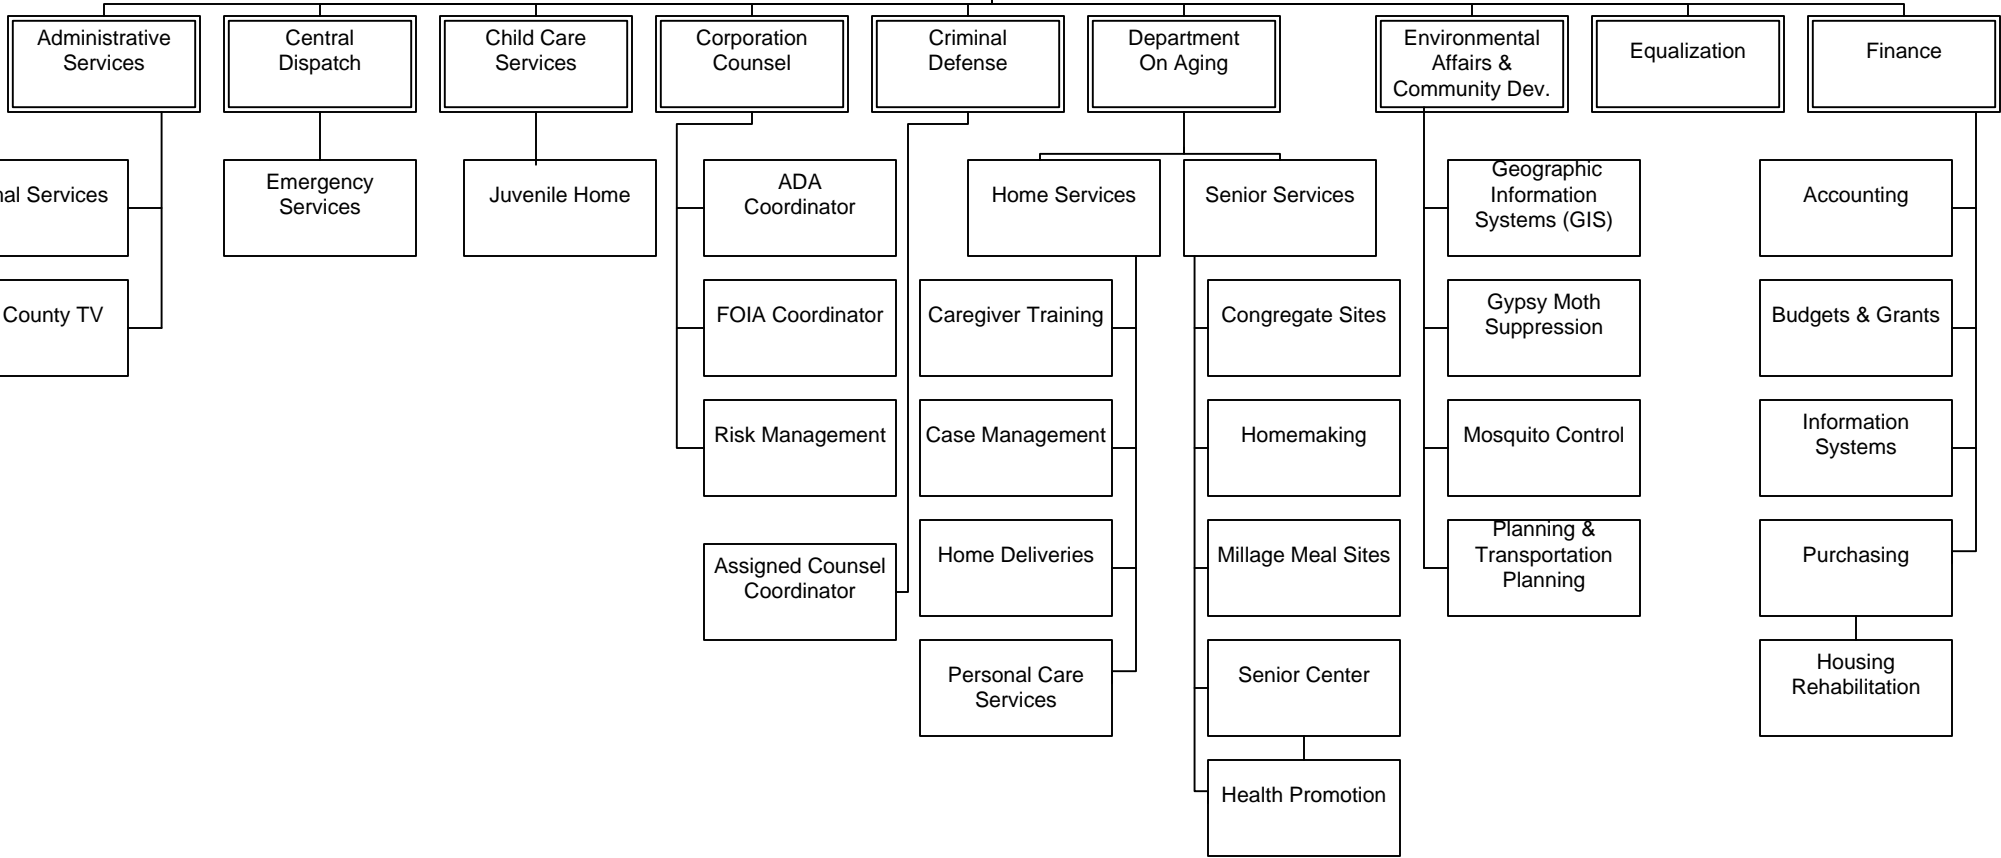 Administrative
Services
Central
Dispatch
Child Care
Services
Corporation
Counsel
Criminal
Defense
Department
On Aging
Environmental
Affairs &
Community Dev.
Equalization
Finance
Services
Emergency
Services
Juvenile Home
ADA
Coordinator
Home Services
Senior Services
Geographic
Information
Systems (GIS)
Accounting
County TV
FOIA Coordinator
Caregiver Training
Congregate Sites
Gypsy Moth
Suppression
Budgets & Grants
Risk Management
Case Management
Homemaking
Mosquito Control
Information
Systems
Assigned Counsel
Coordinator
Home Deliveries
Millage Meal Sites
Planning &
Transportation
Planning
Purchasing
Personal Care
Services
Senior Center
Housing
Rehabilitation
Health Promotion